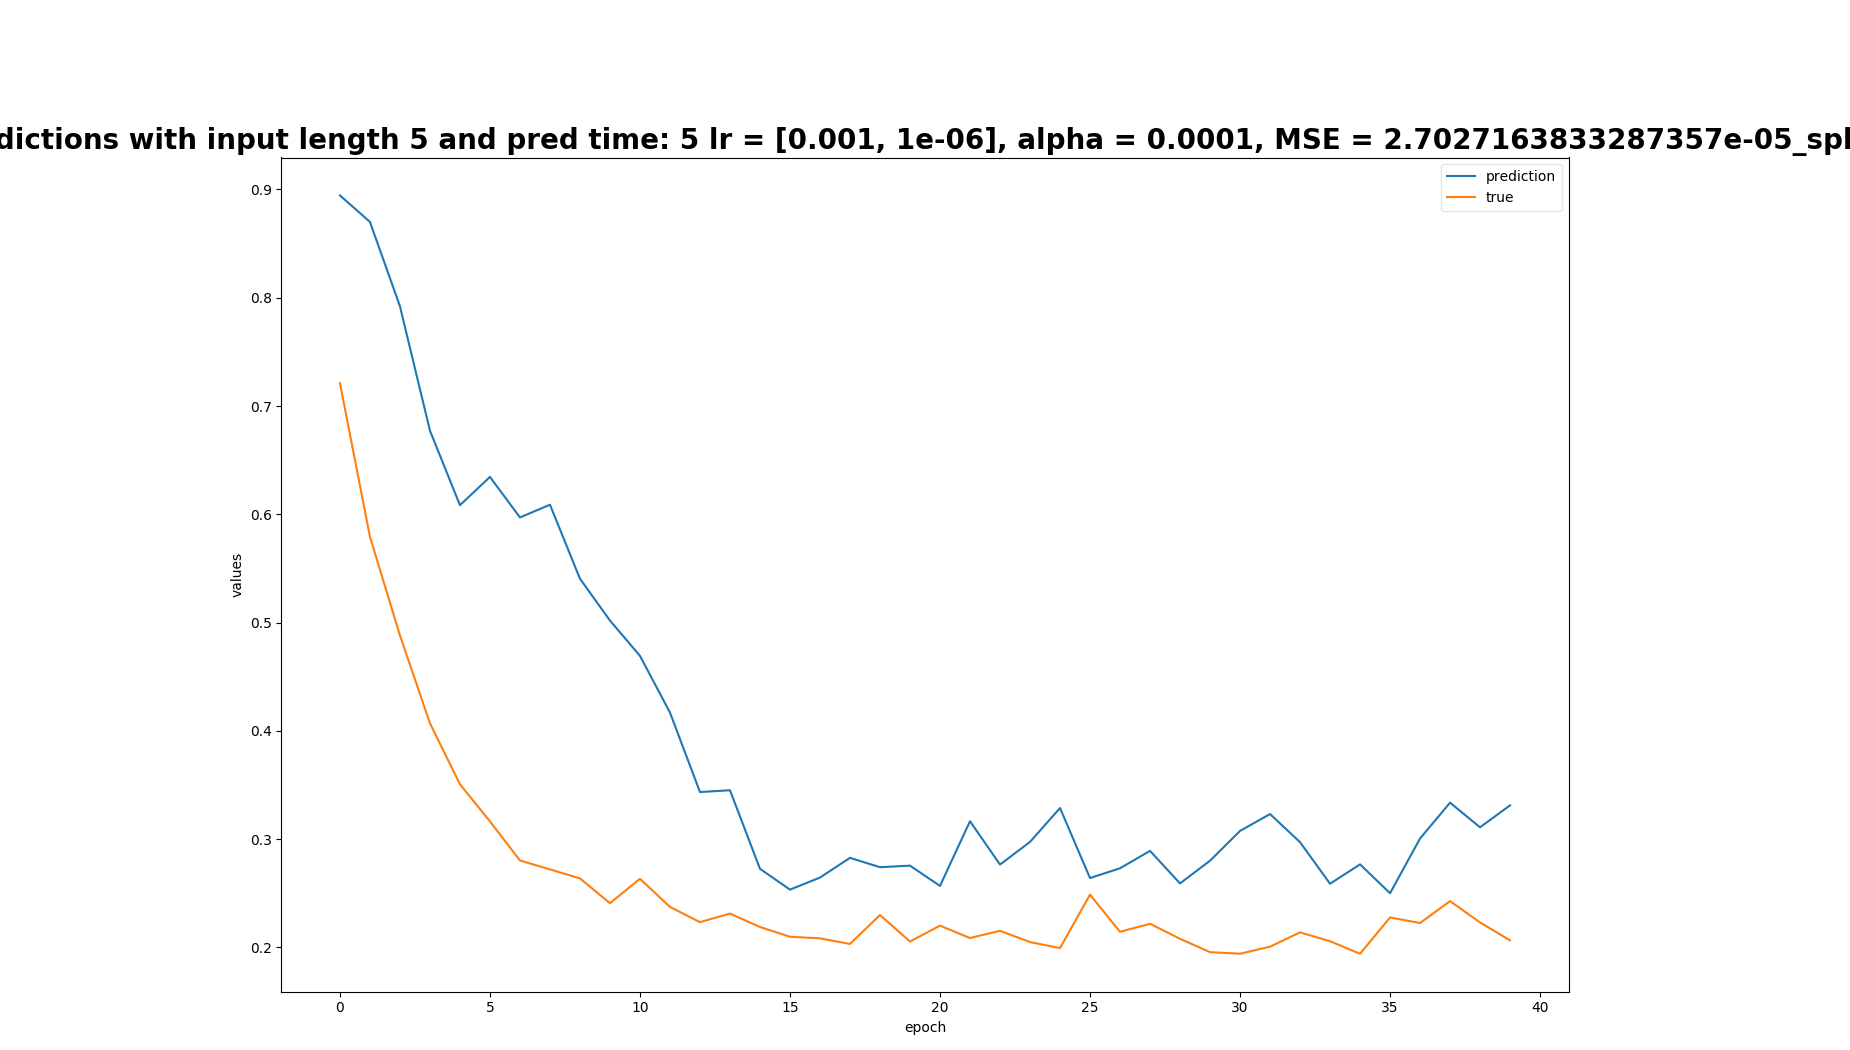 dictions with input length 5 and pred time: 5 lr = [0.001, 1e-06], alpha = 0.0001, MSE = 2.7027163833287357e-05_spl
prediction
true
0.9
0.8
0.7
0.6
0.5
0.4
0.3
0.2
values
0 5 10 15 20 25 30 35 40
epoch